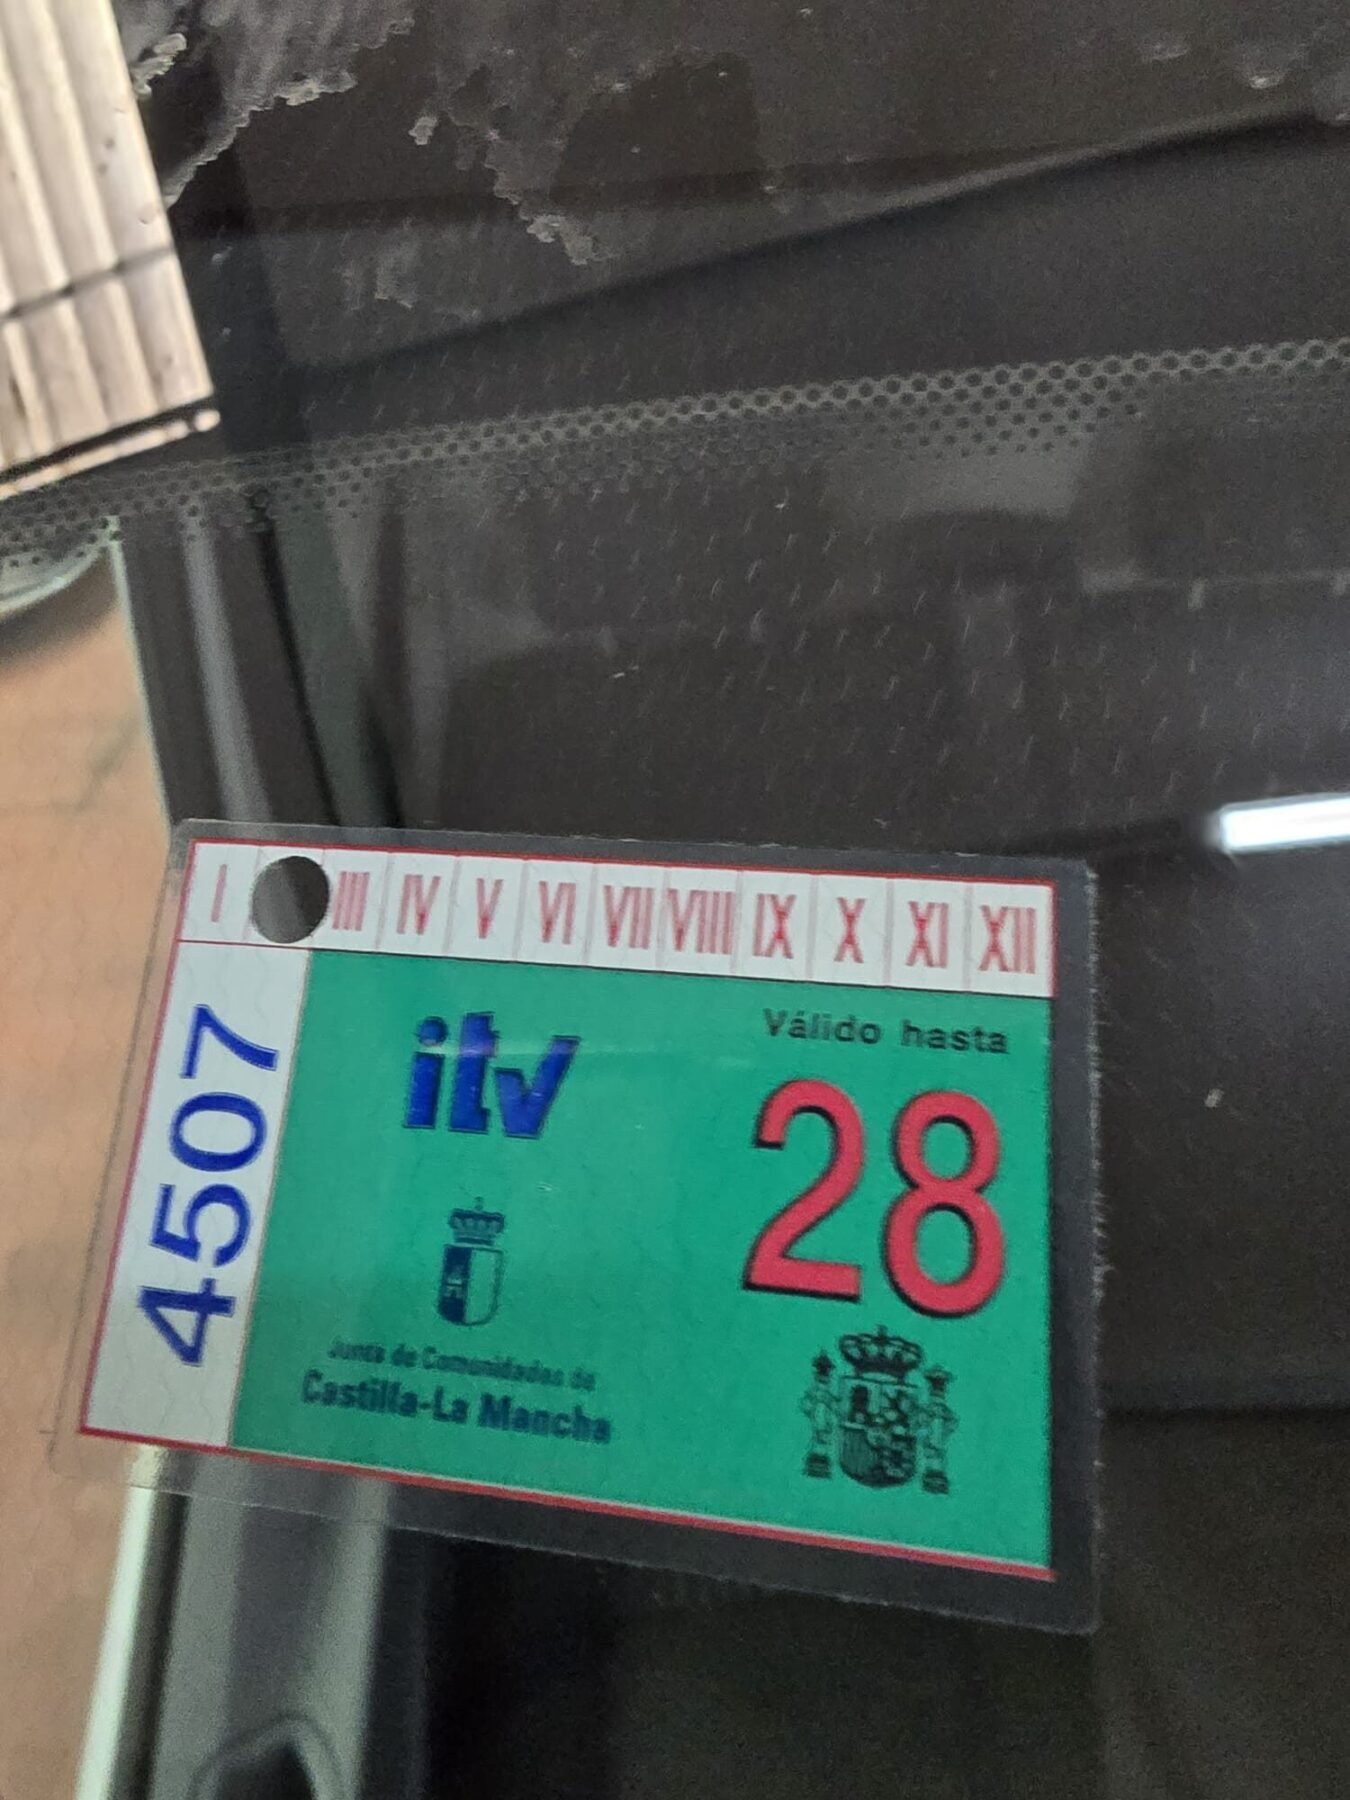 I III IV V VI VII VIII IX X XI XII
4507
itv
Válido hasta
28
Junta de Comunidades de
Castilla-La Mancha